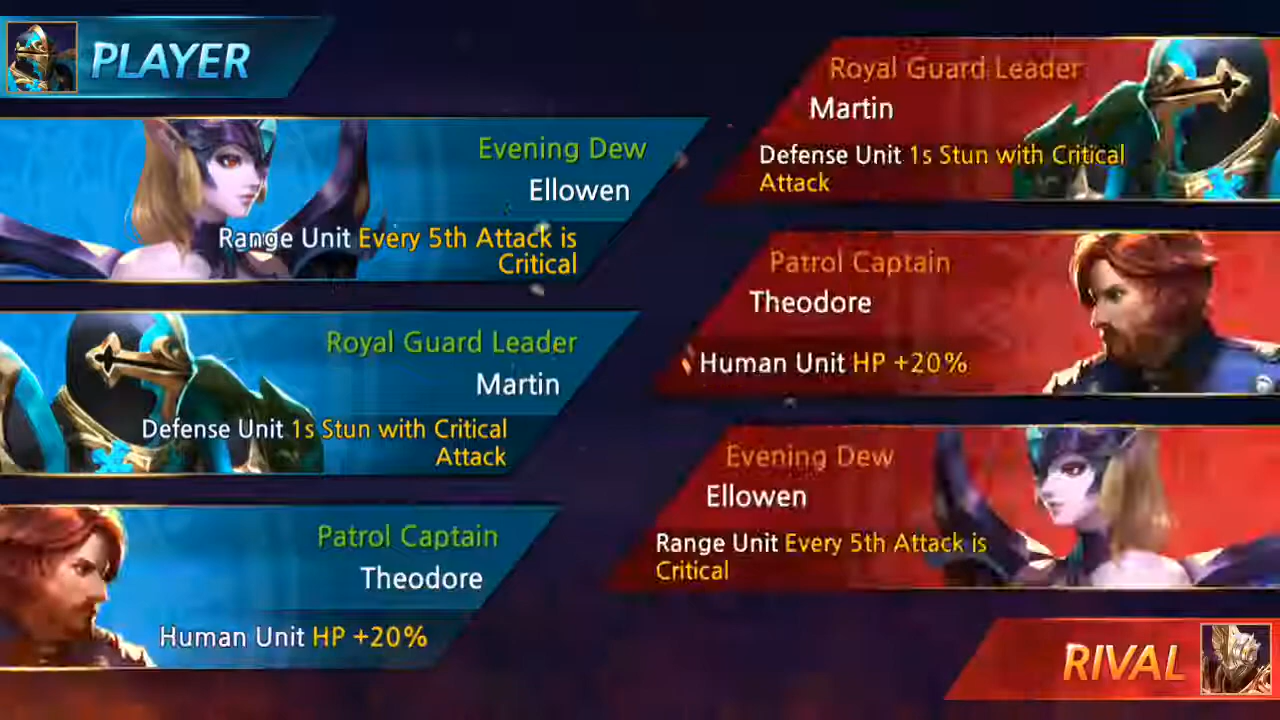 PLAYER
Evening Dew
Ellowen
Range Unit Every 5th Attack is
Critical
Royal Guard Leader
Martin
Defense Unit 1s Stun with Critical
Attack
Patrol Captain
Theodore
Human Unit HP +20%
Royal Guard Leader
Martin
Defense Unit 1s Stun with Critical
Attack
Patrol Captain
Theodore
Human Unit HP +20%
Evening Dew
Ellowen
Range Unit Every 5th Attack is
Critical
RIVAL